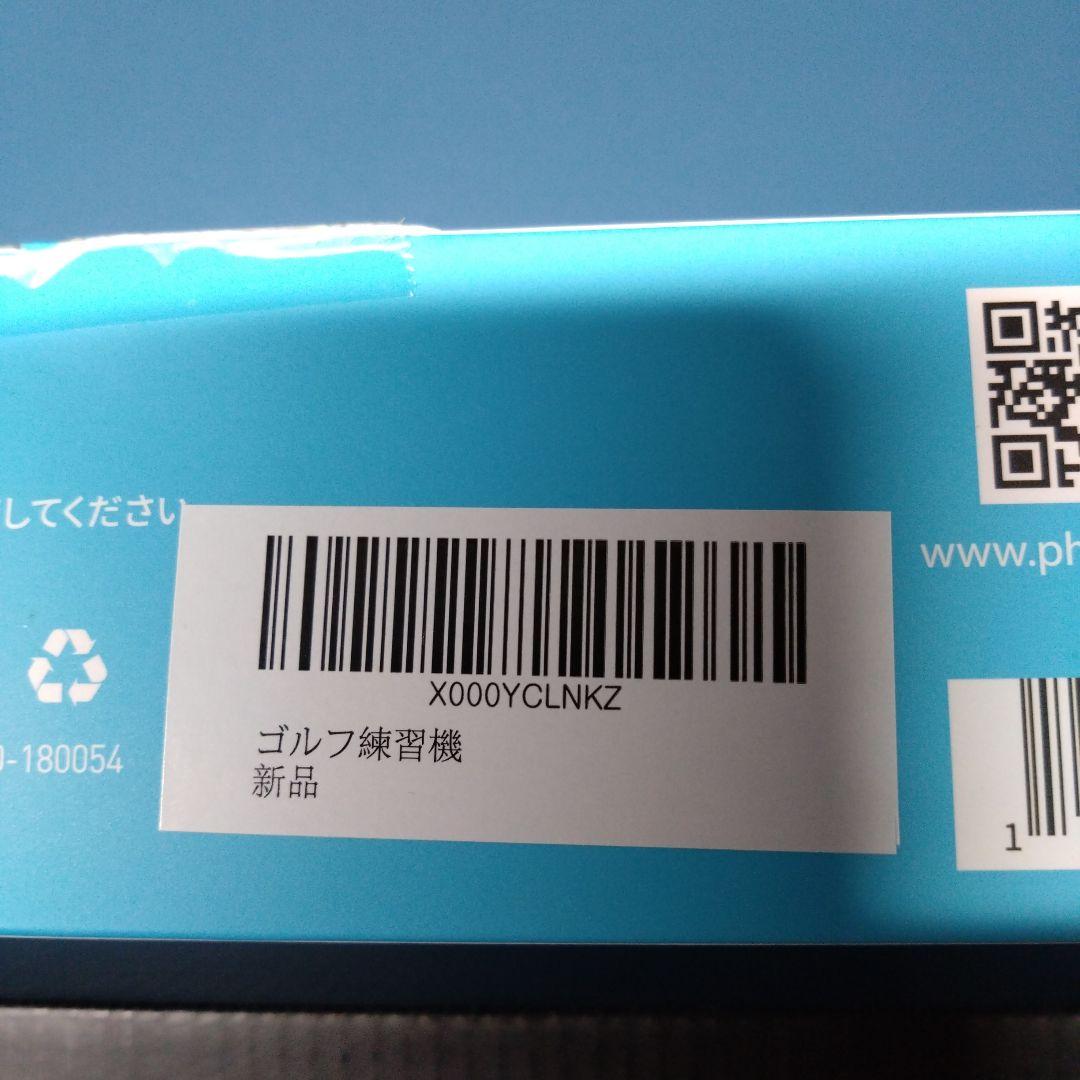 してください
www.ph
X000YCLNKZ
ゴルフ練習機
新品
0-180054
1